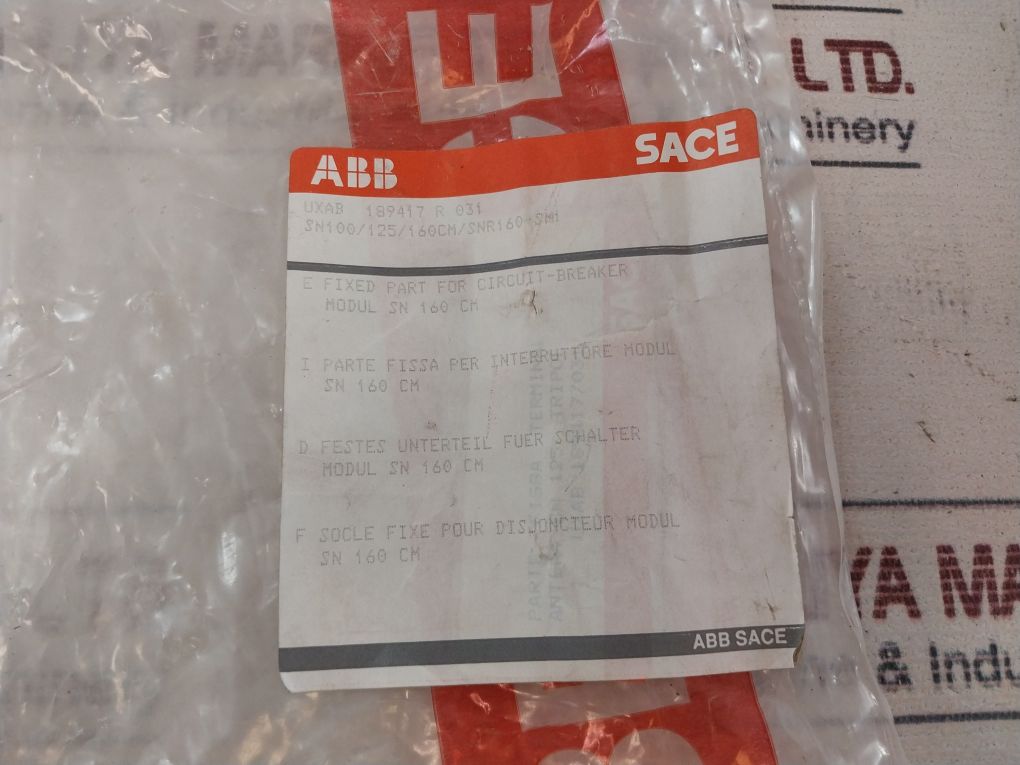 LTD.
hinery
ABB SACE
UXAB 189417 R 031
SN100/125/160CM/SNR160-SM1
E FIXED PART FOR CIRCUIT-BREAKER
MODUL SN 160 CM
I PARTE FISSA PER INTERRUTTORE MODUL
SN 160 CM
D FESTES UNTERTEIL FUER SCHALTER
MODUL SN 160 CM
F SOCLE FIXE POUR DISJONCTEUR MODUL
SN 160 CM
ABB SACE
YA MA
& Indu